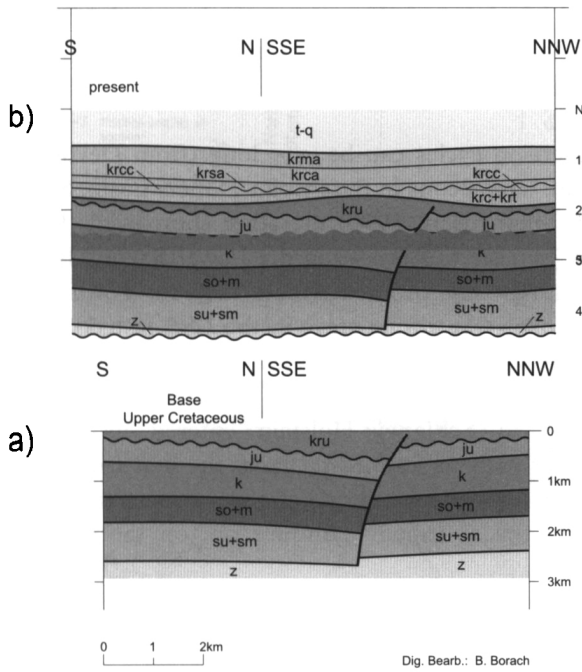 S N SSE NNW
present
b)
N
t-q
krma
1
krcc krsa krca krcc
krc+krt
kru 2
ju ju
k k
3
so+m so+m
su+sm su+sm 4
z z
S N SSE NNW
Base
Upper Cretaceous
a)
kru 0
ju ju
k k 1km
so+m so+m
su+sm su+sm 2km
z z
3km
0 1 2km
Dig. Bearb.: B. Borach